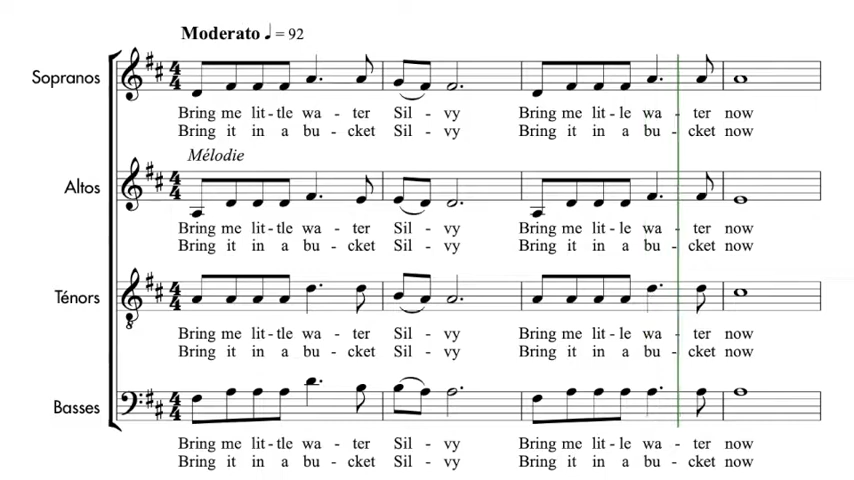 Moderato ♩ = 92
Sopranos
Bring me lit - tle wa - ter Sil - vy Bring me lit - le wa - ter now
Bring it in a bu - cket Sil - vy Bring it in a bu - cket now
Mélodie
Altos
Bring me lit - tle wa - ter Sil - vy Bring me lit - le wa - ter now
Bring it in a bu - cket Sil - vy Bring it in a bu - cket now
Ténors
Bring me lit - tle wa - ter Sil - vy Bring me lit - le wa - ter now
Bring it in a bu - cket Sil - vy Bring it in a bu - cket now
Basses
Bring me lit - tle wa - ter Sil - vy Bring me lit - le wa - ter now
Bring it in a bu - cket Sil - vy Bring it in a bu - cket now